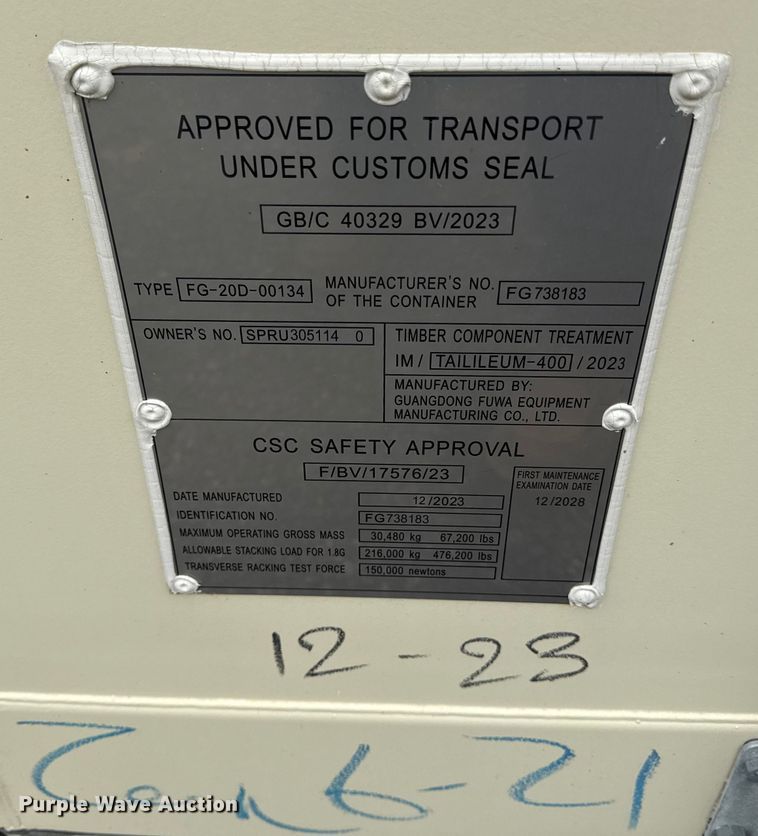 APPROVED FOR TRANSPORT
UNDER CUSTOMS SEAL
GB/C 40329 BV/2023
TYPE FG-20D-00134
MANUFACTURER'S NO.
OF THE CONTAINER FG738183
OWNER'S NO. SPRU305114 0
TIMBER COMPONENT TREATMENT
IM / TAILILEUM-400 / 2023
MANUFACTURED BY:
GUANGDONG FUWA EQUIPMENT
MANUFACTURING CO., LTD.
CSC SAFETY APPROVAL
F/BV/17576/23
DATE MANUFACTURED 12/2023
IDENTIFICATION NO. FG738183
MAXIMUM OPERATING GROSS MASS 30,480 kg 67,200 lbs
ALLOWABLE STACKING LOAD FOR 1.8G 216,000 kg 476,200 lbs
TRANSVERSE RACKING TEST FORCE 150,000 newtons
FIRST MAINTENANCE
EXAMINATION DATE
12/2028
12-23
6-21
Purple Wave Auction